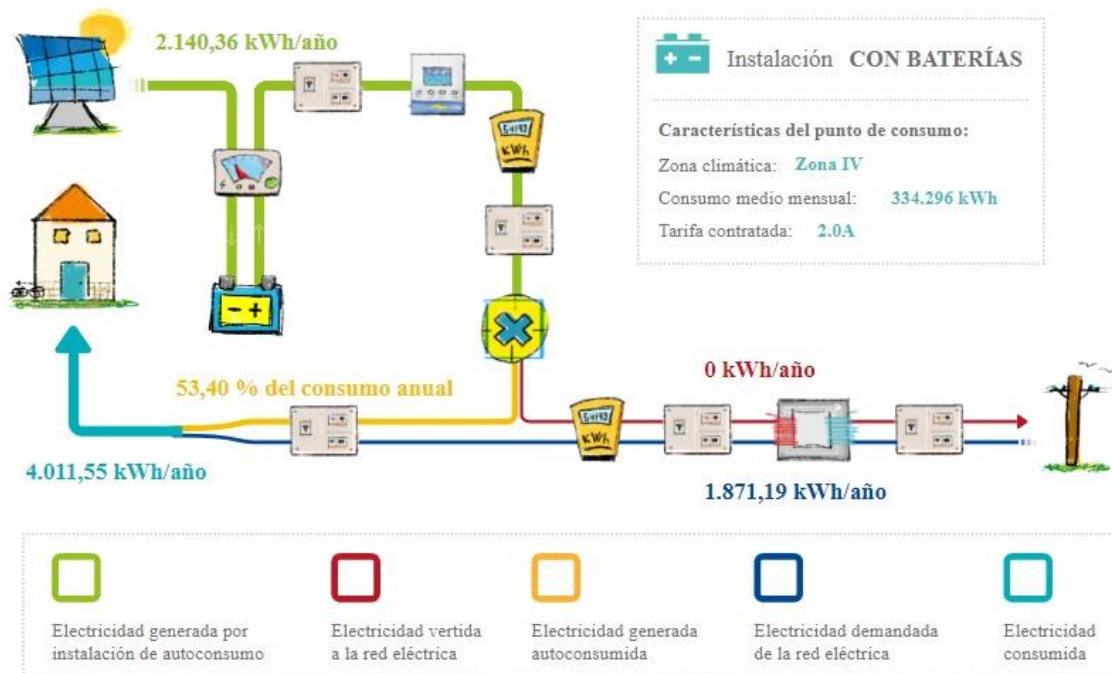 2.140,36 kWh/año
Instalación CON BATERÍAS
Características del punto de consumo:
Zona climática: Zona IV
Consumo medio mensual: 334.296 kWh
Tarifa contratada: 2.0A
kWh
53,40 % del consumo anual
0 kWh/año
kWh
4.011,55 kWh/año
1.871,19 kWh/año
Electricidad generada por
instalación de autoconsumo
Electricidad vertida
a la red eléctrica
Electricidad generada
autoconsumida
Electricidad demandada
de la red eléctrica
Electricidad
consumida